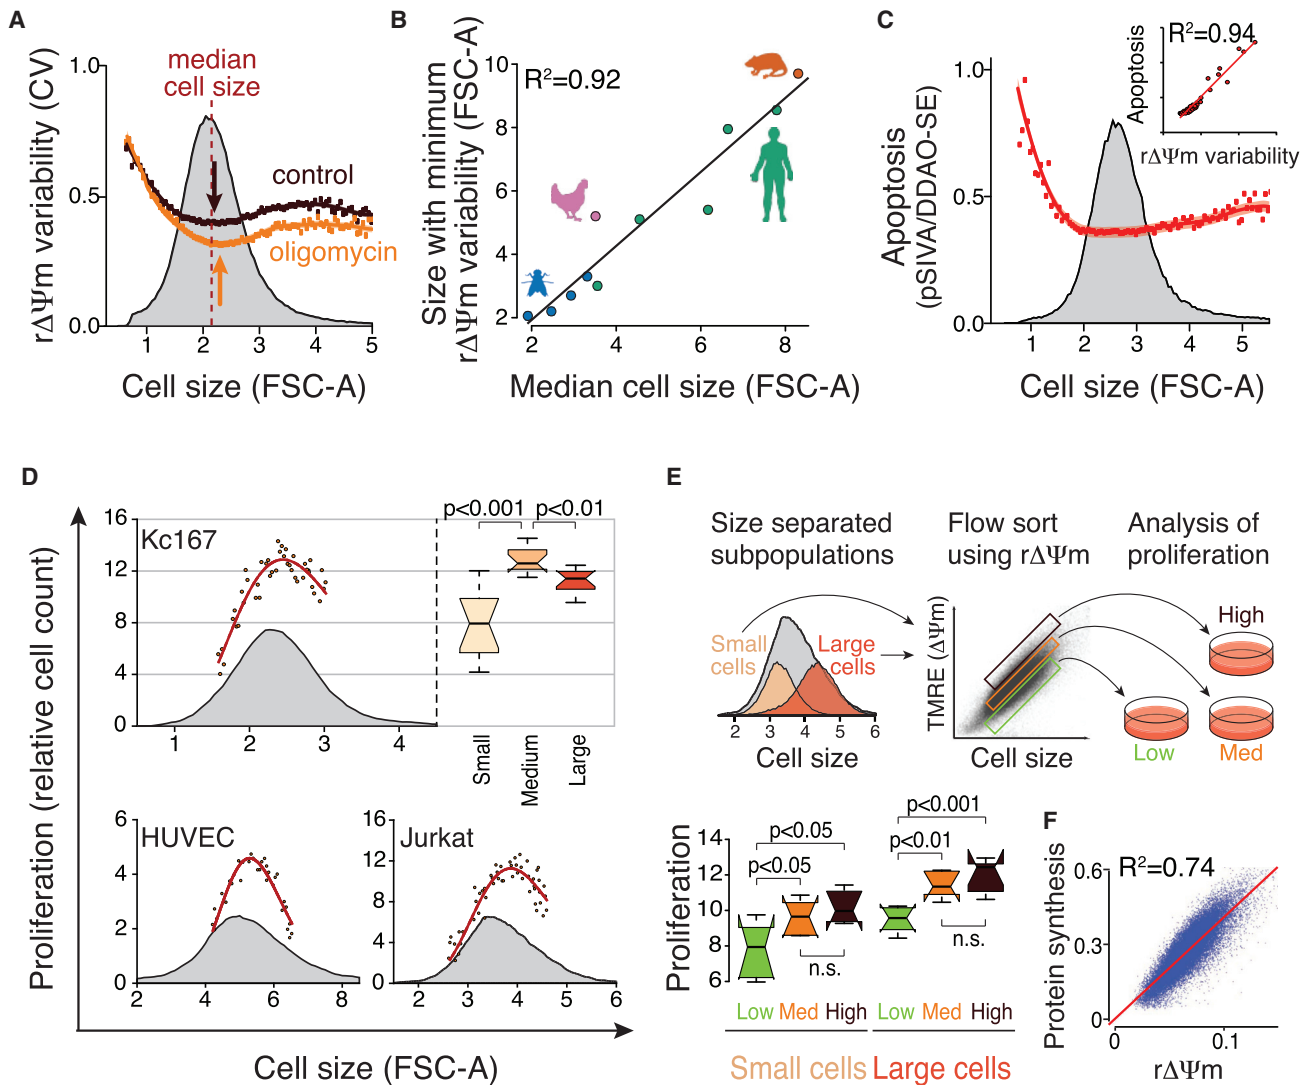 A
rΔΨm variability (CV)
1.0
0.5
0.0
median
cell size
control
oligomycin
1 2 3 4 5
Cell size (FSC-A)
B
Size with minimum
rΔΨm variability (FSC-A)
R²=0.92
10
8
6
4
2
2 4 6 8
Median cell size (FSC-A)
C
Apoptosis
(pSIVA/DDAO-SE)
1.0
0.5
0.0
Apoptosis
R²=0.94
rΔΨm variability
1 2 3 4 5
Cell size (FSC-A)
D
Proliferation (relative cell count)
16
12
8
4
0
Kc167
p<0.001 p<0.01
1 2 3 4
Small
Medium
Large
6
4
2
0
HUVEC
2 4 6 8
16
12
8
4
0
Jurkat
2 3 4 5 6
Cell size (FSC-A)
E
Size separated
subpopulations
Flow sort
using rΔΨm
Analysis of
proliferation
Small
cells
Large
cells
2 3 4 5 6
Cell size
TMRE (ΔΨm)
Cell size
High
Low
Med
Proliferation
14
12
10
8
6
p<0.05
p<0.05
n.s.
p<0.001
p<0.01
n.s.
Low Med High Low Med High
Small cells Large cells
F
Protein synthesis
R²=0.74
0.6
0.3
0
0 0.1
rΔΨm